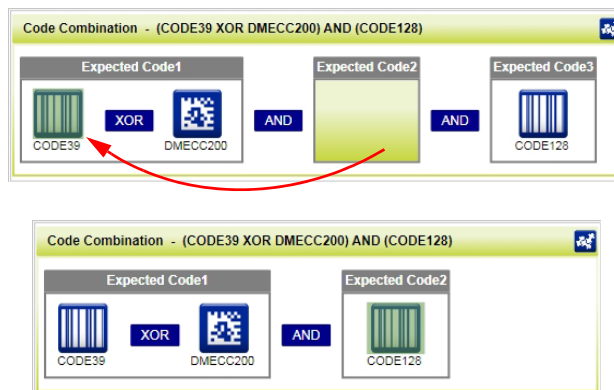 Code Combination - (CODE39 XOR DMECC200) AND (CODE128)
Expected Code1 Expected Code2 Expected Code3
XOR AND AND
CODE39 DMECC200 CODE128
Code Combination - (CODE39 XOR DMECC200) AND (CODE128)
Expected Code1 Expected Code2
XOR AND
CODE39 DMECC200 CODE128